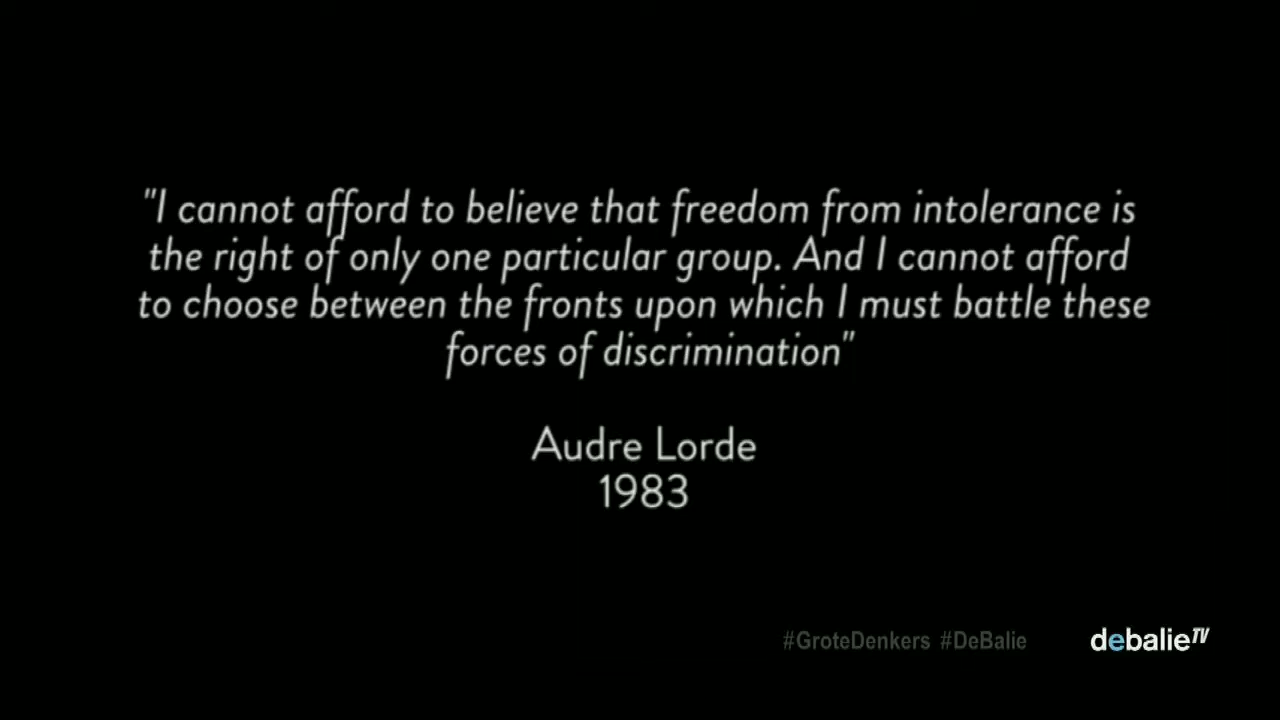 "I cannot afford to believe that freedom from intolerance is
the right of only one particular group. And I cannot afford
to choose between the fronts upon which I must battle these
forces of discrimination"
Audre Lorde
1983
#GroteDenkers #DeBalie
debalieTV